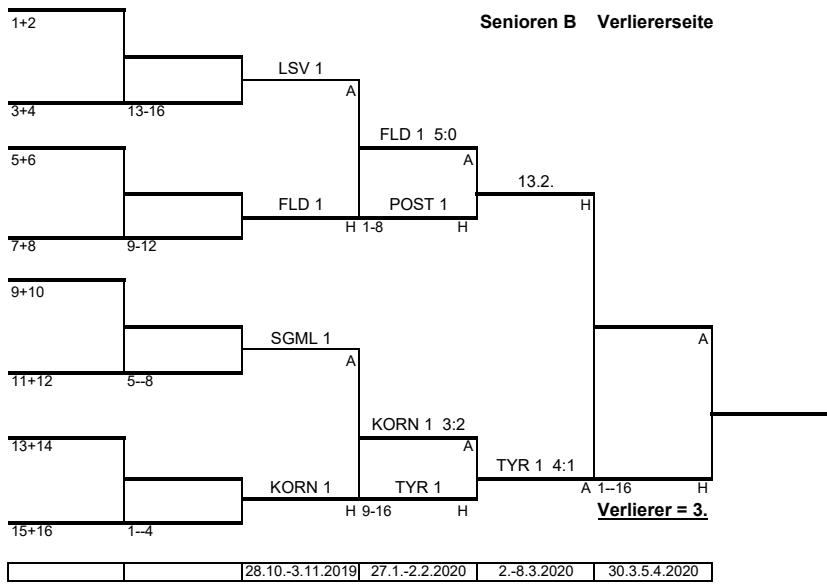 Senioren B Verliererseite
1+2
LSV 1
A
3+4 13-16
FLD 1 5:0
5+6 A
13.2.
FLD 1 POST 1 H
H 1-8 H
7+8 9-12
9+10
SGML 1 A
A
11+12 5--8
KORN 1 3:2
13+14 A
TYR 1 4:1
KORN 1 TYR 1 A 1--16 H
H 9-16 H Verlierer = 3.
15+16 1--4
28.10.-3.11.2019 27.1.-2.2.2020 2.-8.3.2020 30.3.5.4.2020